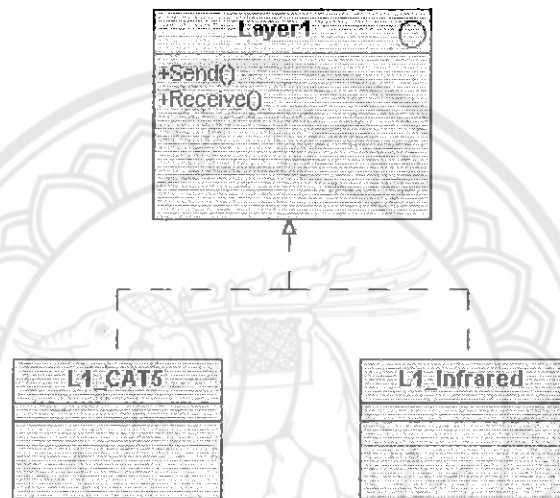 Layer1
+Send()
+Receive()
L1_CAT5
L1_Infrared